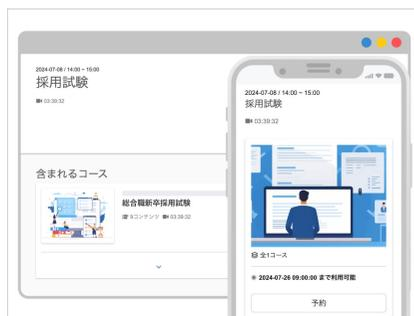 2024-07-08 / 14:00 ~ 15:00
採用試験
03:39:32
含まれるコース
総合職新卒採用試験
9コンテンツ 03:39:32
2024-07-08 / 14:00 ~ 15:00
採用試験
03:39:32
全1コース
2024-07-26 09:00:00 まで利用可能
予約